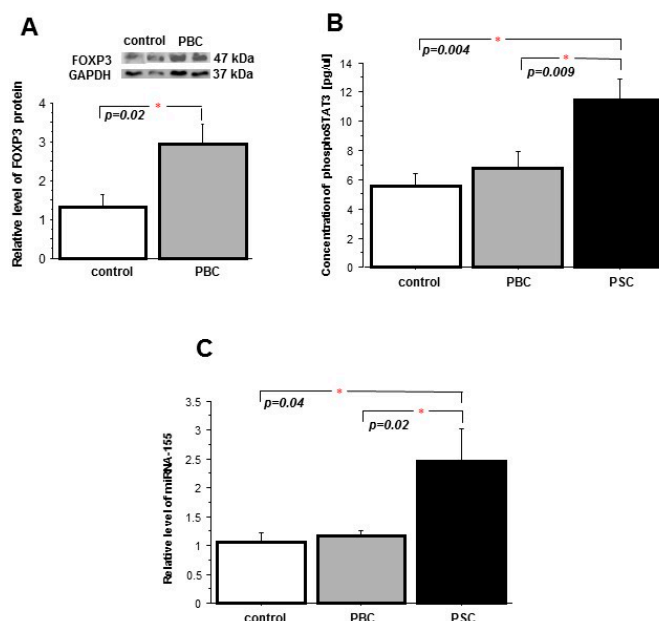 A
control PBC
FOXP3 47 kDa
GAPDH 37 kDa
*
p=0.02
Relative level of FOXP3 protein
4
3
2
1
0
control PBC
B
*
p=0.004
*
p=0.009
Concentration of phosphoSTAT3 [pg/ul]
14
12
10
8
6
4
2
0
control PBC PSC
C
*
p=0.04
*
p=0.02
Relative level of miRNA-155
3.5
3
2.5
2
1.5
1
0.5
0
control PBC PSC